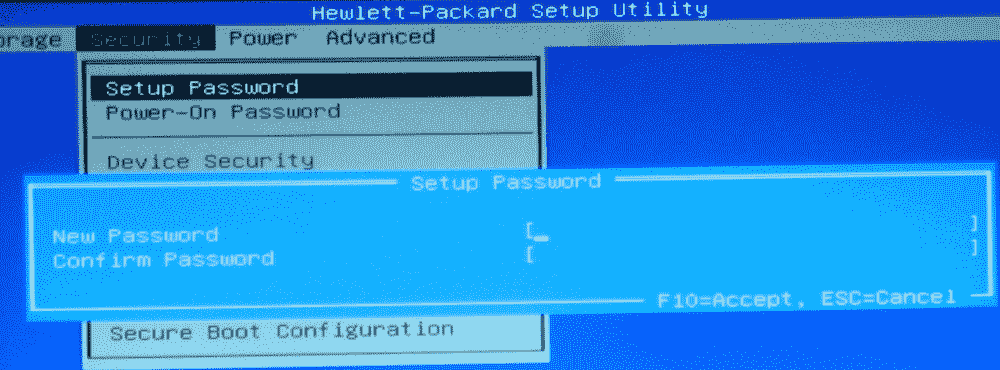 Hewlett-Packard Setup Utility
orage Security Power Advanced
Setup Password
Power-On Password
Device Security
Setup Password
New Password [_ ]
Confirm Password [ ]
F10=Accept, ESC=Cancel
Secure Boot Configuration